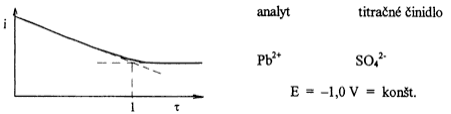 i
1
τ
analyt titračné činidlo
Pb²⁺ SO₄²⁻
E = −1,0 V = konšt.